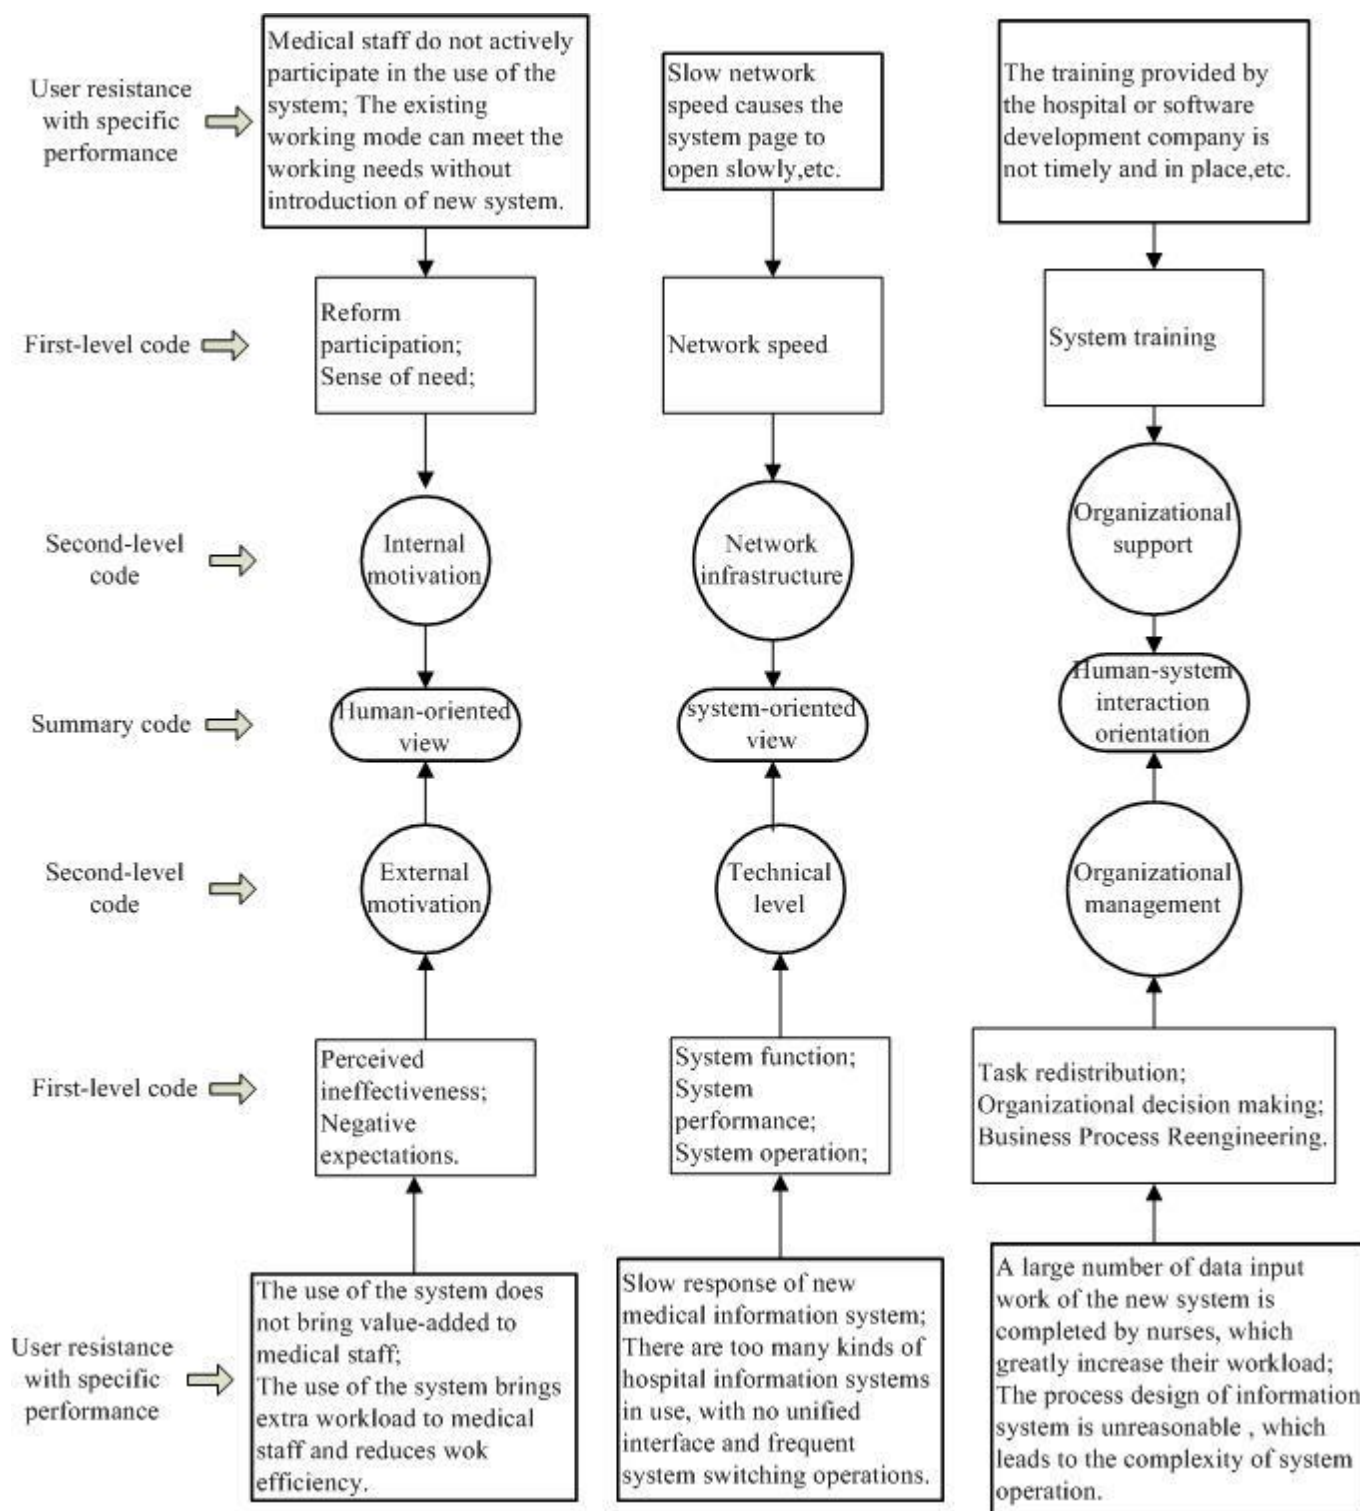 User resistance
with specific
performance
Medical staff do not actively
participate in the use of the
system; The existing
working mode can meet the
working needs without
introduction of new system.
Slow network
speed causes the
system page to
open slowly,etc.
The training provided by
the hospital or software
development company is
not timely and in place,etc.
First-level code
Reform
participation;
Sense of need;
Network speed
System training
Second-level
code
Internal
motivation
Network
infrastructure
Organizational
support
Summary code
Human-oriented
view
system-oriented
view
Human-system
interaction
orientation
Second-level
code
External
motivation
Technical
level
Organizational
management
First-level code
Perceived
ineffectiveness;
Negative
expectations.
System function;
System
performance;
System operation;
Task redistribution;
Organizational decision making;
Business Process Reengineering.
User resistance
with specific
performance
The use of the system does
not bring value-added to
medical staff;
The use of the system brings
extra workload to medical
staff and reduces wok
efficiency.
Slow response of new
medical information system;
There are too many kinds of
hospital information systems
in use, with no unified
interface and frequent
system switching operations.
A large number of data input
work of the new system is
completed by nurses, which
greatly increase their workload;
The process design of information
system is unreasonable , which
leads to the complexity of system
operation.